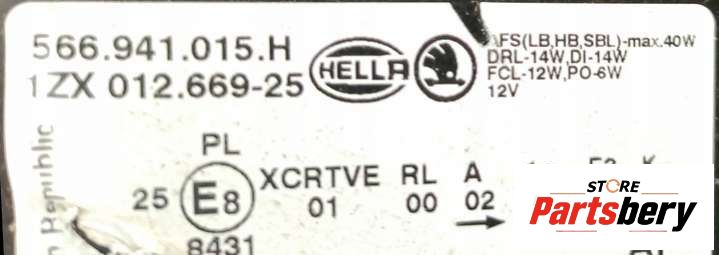 566.941.015.H
1ZX 012.669-25
HELLA
AFS(LB,HB,SBL)-max.40W
DRL-14W,DI-14W
FCL-12W,PO-6W
12V
Republic
PL
25 E8 XCRTVE RL A
01 00 02
8431
STORE
Partsbery